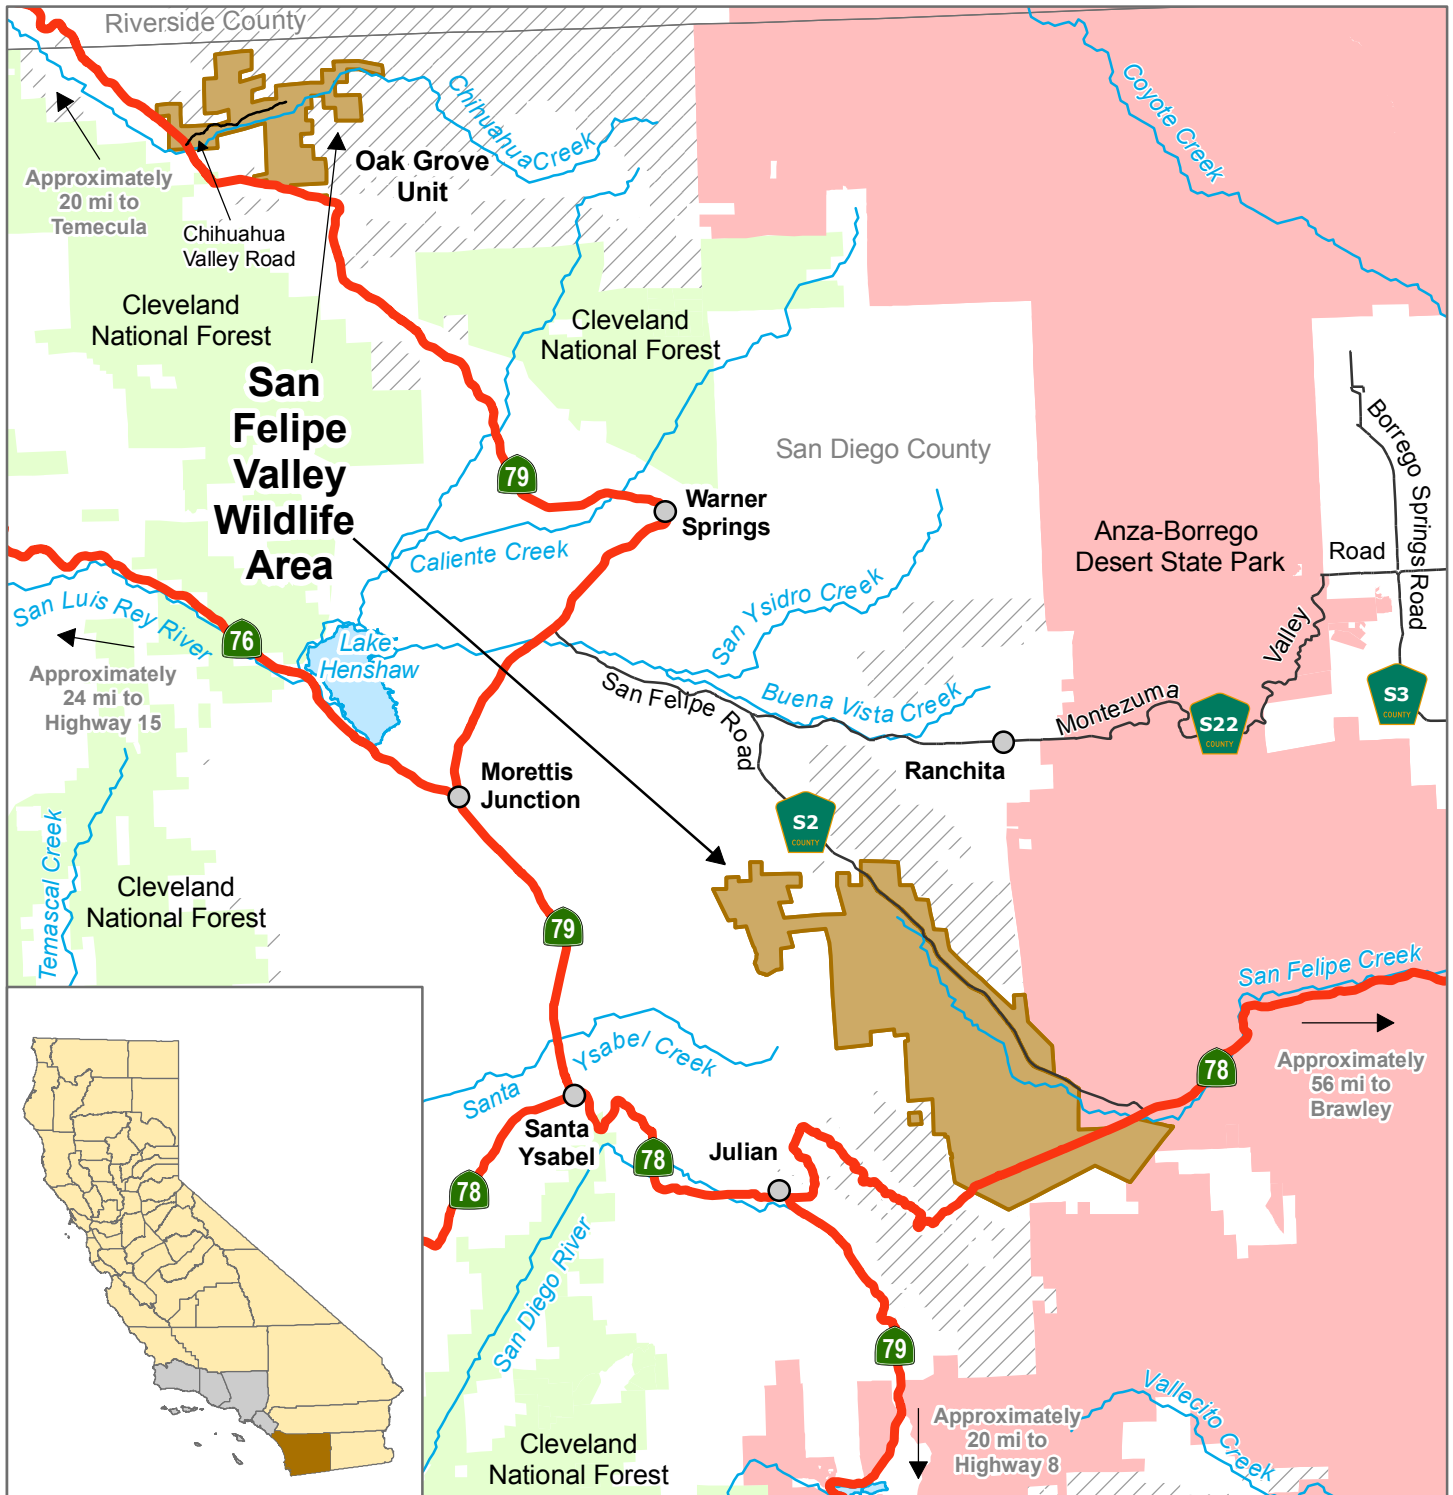 Riverside County
Chihuahua Creek
Coyote Creek
Oak Grove
Unit
Approximately
20 mi to
Temecula
Chihuahua
Valley Road
Cleveland
National Forest
Cleveland
National Forest
San
Felipe
Valley
Wildlife
Area
San Diego County
Borrego Springs Road
79
Warner
Springs
Anza-Borrego
Desert State Park
Road
Caliente Creek
San Luis Rey River
San Ysidro Creek
Valley
76
Lake
Henshaw
Approximately
24 mi to
Highway 15
San Felipe Road
Buena Vista Creek
Montezuma
S22
COUNTY
S3
COUNTY
Ranchita
Morettis
Junction
S2
COUNTY
Temascal Creek
Cleveland
National Forest
79
San Felipe Creek
Santa Ysabel Creek
78
Approximately
56 mi to
Brawley
Santa
Ysabel
78
Julian
78
San Diego River
79
Vallecito Creek
Approximately
20 mi to
Highway 8
Cleveland
National Forest